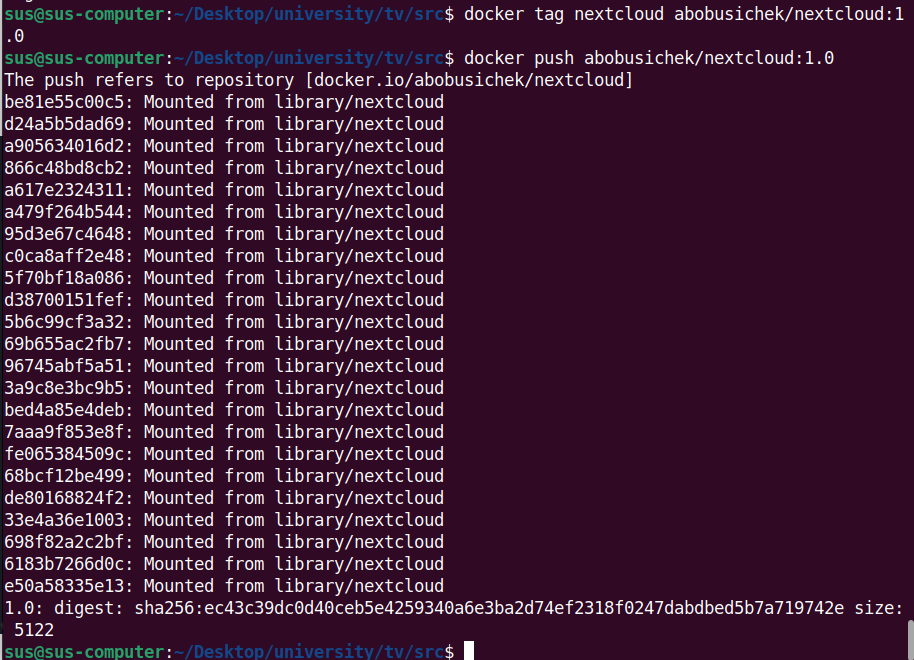 sus@sus-computer:~/Desktop/university/tv/src$ docker tag nextcloud abobusichek/nextcloud:1
.0
sus@sus-computer:~/Desktop/university/tv/src$ docker push abobusichek/nextcloud:1.0
The push refers to repository [docker.io/abobusichek/nextcloud]
be81e55c00c5: Mounted from library/nextcloud
d24a5b5dad69: Mounted from library/nextcloud
a905634016d2: Mounted from library/nextcloud
866c48bd8cb2: Mounted from library/nextcloud
a617e2324311: Mounted from library/nextcloud
a479f264b544: Mounted from library/nextcloud
95d3e67c4648: Mounted from library/nextcloud
c0ca8aff2e48: Mounted from library/nextcloud
5f70bf18a086: Mounted from library/nextcloud
d38700151fef: Mounted from library/nextcloud
5b6c99cf3a32: Mounted from library/nextcloud
69b655ac2fb7: Mounted from library/nextcloud
96745abf5a51: Mounted from library/nextcloud
3a9c8e3bc9b5: Mounted from library/nextcloud
bed4a85e4deb: Mounted from library/nextcloud
7aaa9f853e8f: Mounted from library/nextcloud
fe065384509c: Mounted from library/nextcloud
68bcf12be499: Mounted from library/nextcloud
de80168824f2: Mounted from library/nextcloud
33e4a36e1003: Mounted from library/nextcloud
698f82a2c2bf: Mounted from library/nextcloud
6183b7266d0c: Mounted from library/nextcloud
e50a58335e13: Mounted from library/nextcloud
1.0: digest: sha256:ec43c39dc0d40ceb5e4259340a6e3ba2d74ef2318f0247dabdbed5b7a719742e size:
 5122
sus@sus-computer:~/Desktop/university/tv/src$